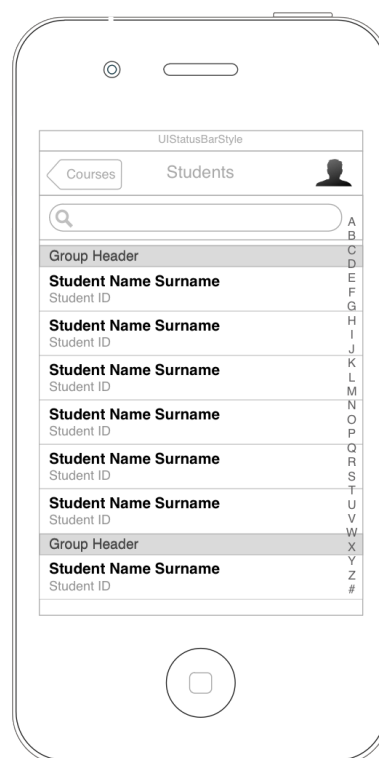 UIStatusBarStyle
Courses Students
Group Header
Student Name Surname
Student ID
Student Name Surname
Student ID
Student Name Surname
Student ID
Student Name Surname
Student ID
Student Name Surname
Student ID
Student Name Surname
Student ID
Group Header
Student Name Surname
Student ID
A
B
C
D
E
F
G
H
I
J
K
L
M
N
O
P
Q
R
S
T
U
V
W
X
Y
Z
#